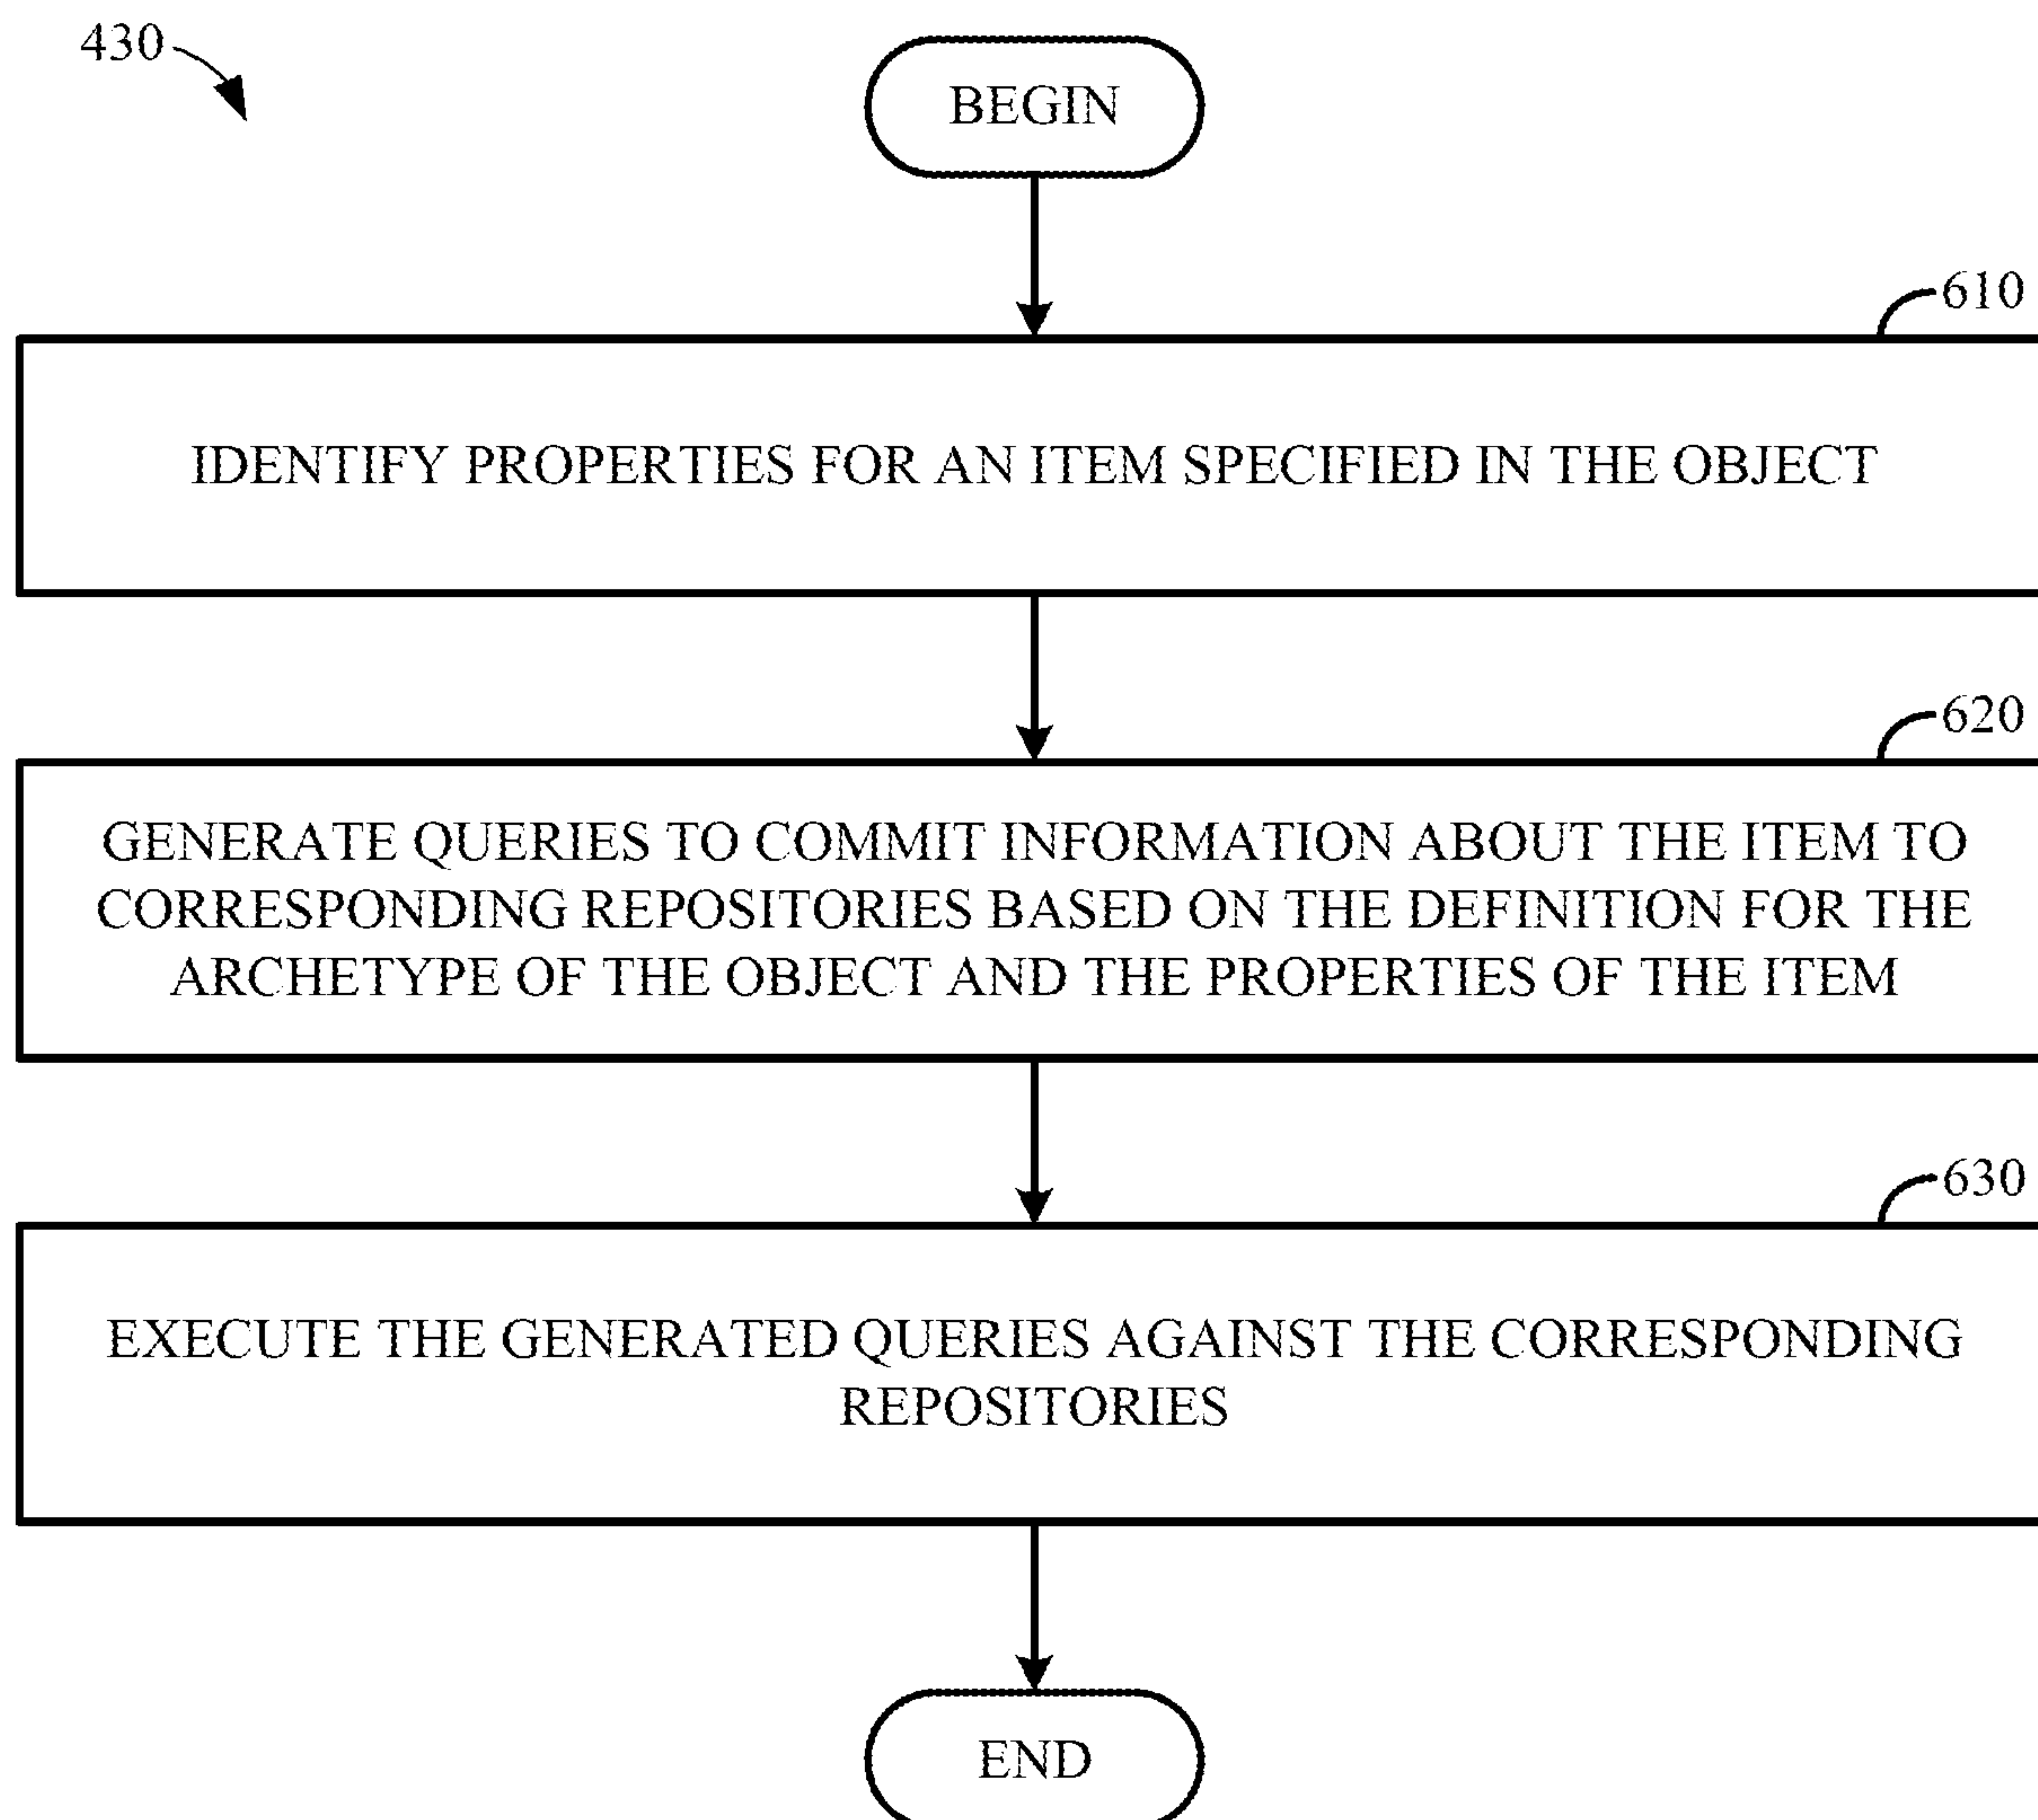 430
BEGIN
610
IDENTIFY PROPERTIES FOR AN ITEM SPECIFIED IN THE OBJECT
620
GENERATE QUERIES TO COMMIT INFORMATION ABOUT THE ITEM TO
CORRESPONDING REPOSITORIES BASED ON THE DEFINITION FOR THE
ARCHETYPE OF THE OBJECT AND THE PROPERTIES OF THE ITEM
630
EXECUTE THE GENERATED QUERIES AGAINST THE CORRESPONDING
REPOSITORIES
END